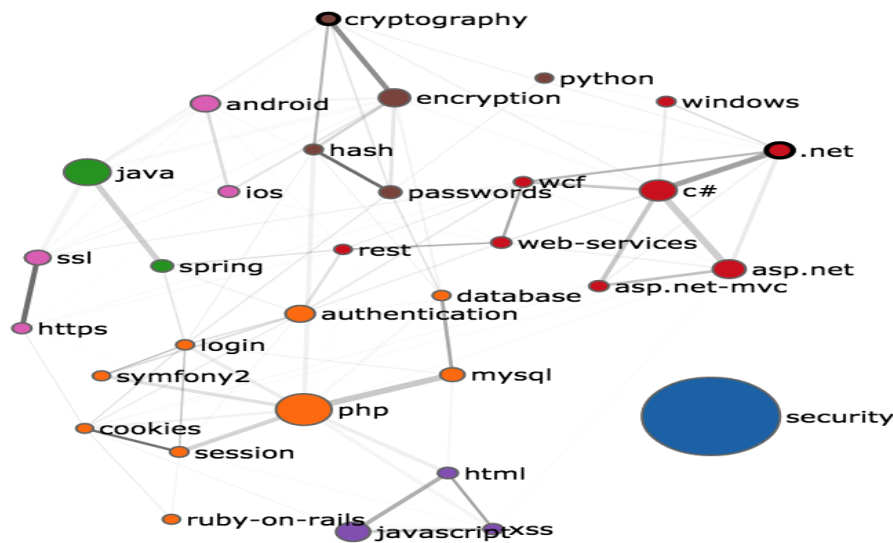 cryptography
python
android
encryption
windows
hash
.net
java
ios
passwords
wcf
c#
rest
web-services
ssl
spring
asp.net
database
asp.net-mvc
authentication
https
login
symfony2
mysql
php
security
cookies
session
html
ruby-on-rails
javascript
xss